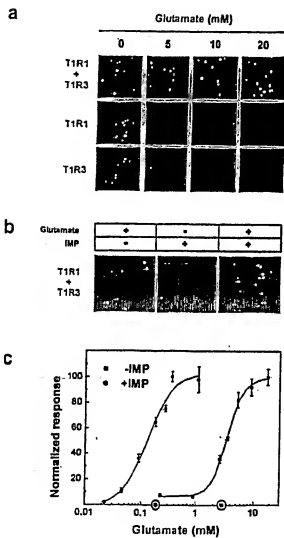 a
Glutamate (mM)
0 5 10 20
T1R1
+
T1R3
T1R1
T1R3
b
Glutamate + - +
IMP - + +
T1R1
+
T1R3
c
Normalized response
100
80
60
40
20
-IMP
+IMP
0.01 0.1 1 10
Glutamate (mM)